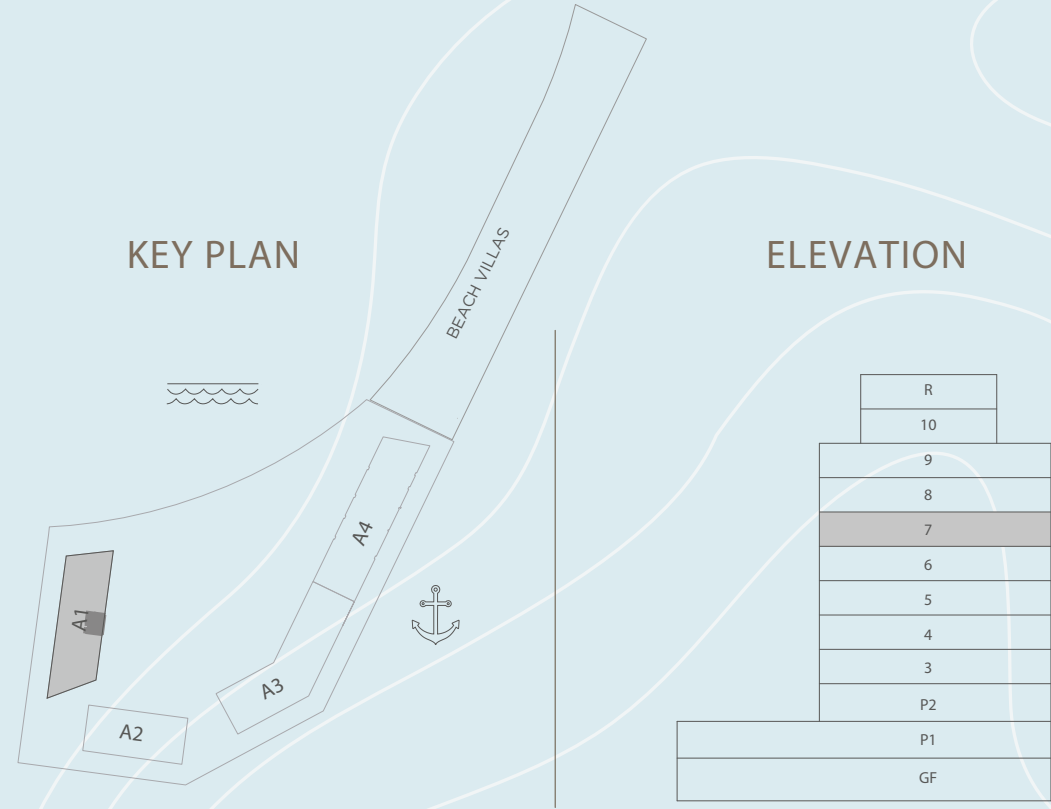 KEY PLAN
BEACH VILLAS
A4
A1
A3
A2
ELEVATION
R
10
9
8
7
6
5
4
3
P2
P1
GF